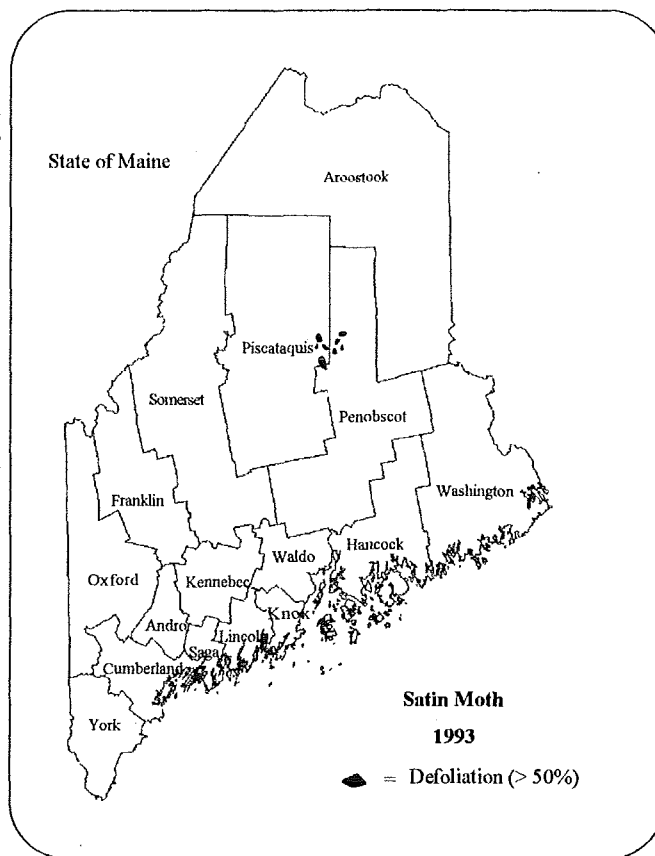 State of Maine
Aroostook
Piscataquis
Somerset
Penobscot
Franklin
Washington
Oxford
Kennebec
Waldo
Hancock
Andro
Knox
Lincoln
Saga
Cumberland
York
Satin Moth
1993
= Defoliation (> 50%)